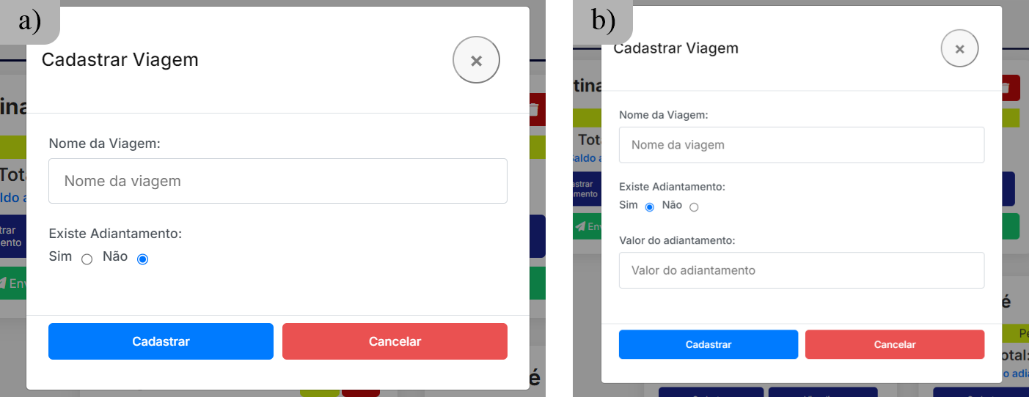 a)
Cadastrar Viagem
×
Nome da Viagem:
Nome da viagem
Existe Adiantamento:
Sim Não
Cadastrar Cancelar
b)
Cadastrar Viagem
×
Nome da Viagem:
Nome da viagem
Existe Adiantamento:
Sim Não
Valor do adiantamento:
Valor do adiantamento
Cadastrar Cancelar